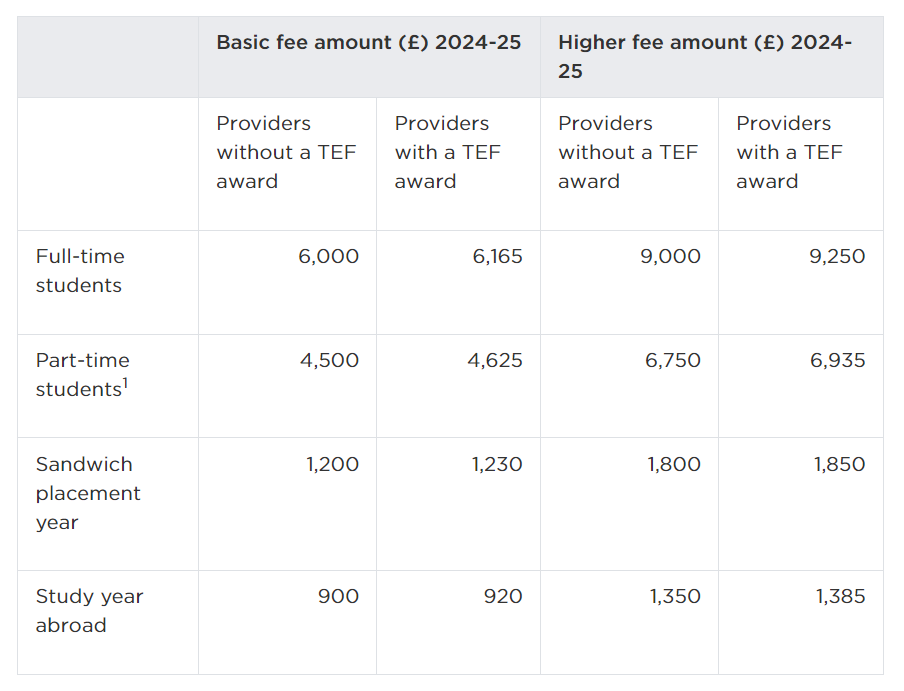 Basic fee amount (£) 2024-25
Higher fee amount (£) 2024-
25
Providers
without a TEF
award
Providers
with a TEF
award
Providers
without a TEF
award
Providers
with a TEF
award
Full-time
students
6,000
6,165
9,000
9,250
Part-time
students¹
4,500
4,625
6,750
6,935
Sandwich
placement
year
1,200
1,230
1,800
1,850
Study year
abroad
900
920
1,350
1,385